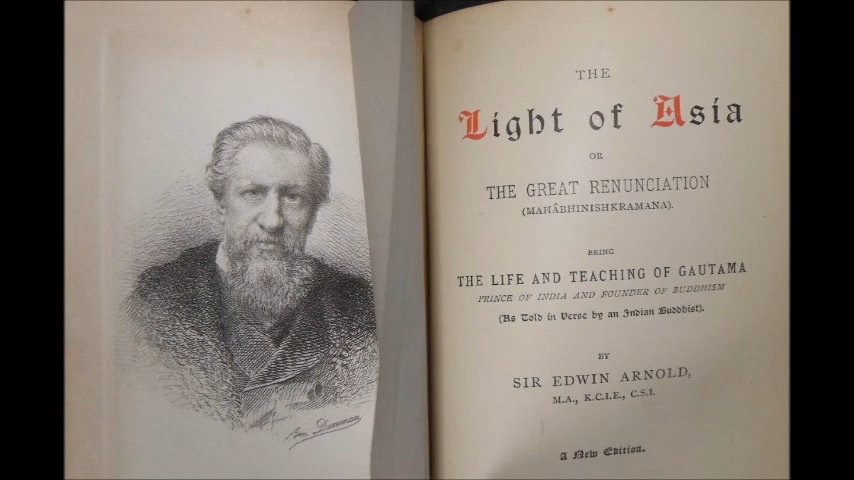 THE
Light of Asia
OR
THE GREAT RENUNCIATION
(MAHÂBHINISHKRAMANA).
BEING
THE LIFE AND TEACHING OF GAUTAMA
PRINCE OF INDIA AND FOUNDER OF BUDDHISM
(As Told in Verse by an Indian Buddhist).
BY
SIR EDWIN ARNOLD,
M.A., K.C.I.E., C.S.I.
A New Edition.